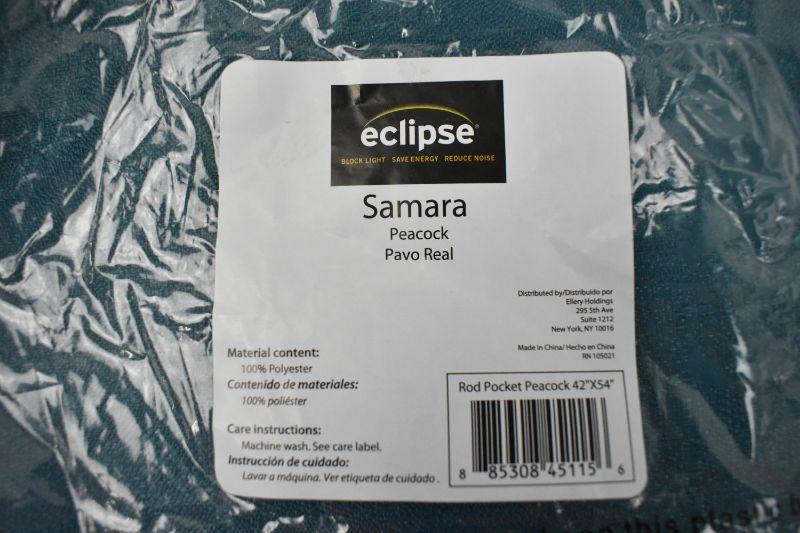 eclipse®
BLOCK LIGHT SAVE ENERGY REDUCE NOISE
Samara
Peacock
Pavo Real
Distributed by/Distribuido por
Ellery Holdings
295 5th Ave
Suite 1212
New York, NY 10016
Made in China/ Hecho en China
RN 105021
Material content:
100% Polyester
Contenido de materiales:
100% poliéster
Care instructions:
Machine wash. See care label.
Instrucción de cuidado:
Lavar a máquina. Ver etiqueta de cuidado .
Rod Pocket Peacock 42"X54"
8 85308 45115 6
this plastic b